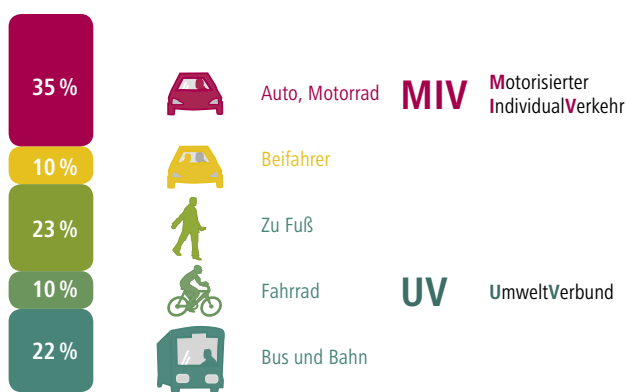 35 %
Auto, Motorrad
MIV
Motorisierter
IndividualVerkehr
10 %
Beifahrer
23 %
Zu Fuß
10 %
Fahrrad
UV
UmweltVerbund
22 %
Bus und Bahn